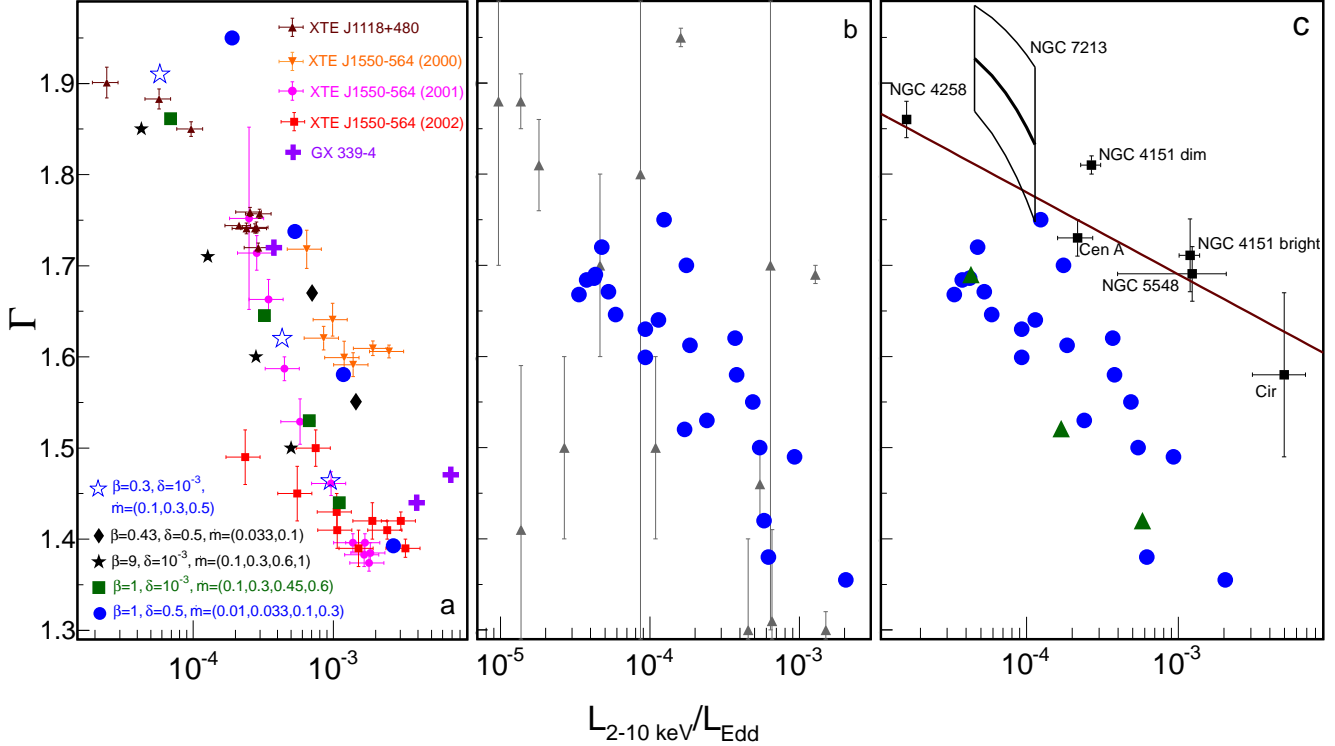 a
XTE J1118+480
XTE J1550-564 (2000)
XTE J1550-564 (2001)
XTE J1550-564 (2002)
GX 339-4
β=0.3, δ=10⁻³,
ṁ=(0.1,0.3,0.5)
β=0.43, δ=0.5, ṁ=(0.033,0.1)
β=9, δ=10⁻³, ṁ=(0.1,0.3,0.6,1)
β=1, δ=10⁻³, ṁ=(0.1,0.3,0.45,0.6)
β=1, δ=0.5, ṁ=(0.01,0.033,0.1,0.3)
Γ
1.9
1.8
1.7
1.6
1.5
1.4
1.3
10⁻⁴
10⁻³
b
10⁻⁵
10⁻⁴
10⁻³
c
NGC 7213
NGC 4258
NGC 4151 dim
Cen A
NGC 4151 bright
NGC 5548
Cir
10⁻⁴
10⁻³
L₂₋₁₀ ₖₑV/L_Edd